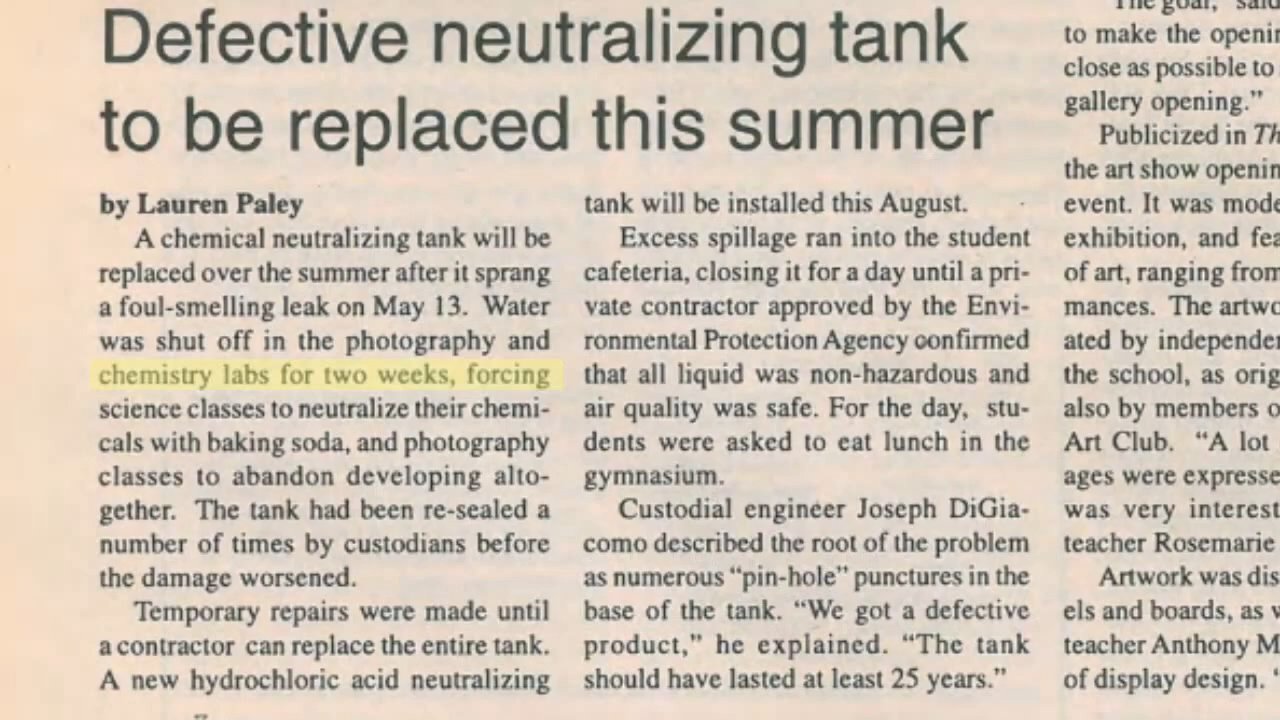 Defective neutralizing tank
to be replaced this summer
by Lauren Paley
A chemical neutralizing tank will be
replaced over the summer after it sprang
a foul-smelling leak on May 13. Water
was shut off in the photography and
chemistry labs for two weeks, forcing
science classes to neutralize their chemi-
cals with baking soda, and photography
classes to abandon developing alto-
gether. The tank had been re-sealed a
number of times by custodians before
the damage worsened.
Temporary repairs were made until
a contractor can replace the entire tank.
A new hydrochloric acid neutralizing
tank will be installed this August.
Excess spillage ran into the student
cafeteria, closing it for a day until a pri-
vate contractor approved by the Envi-
ronmental Protection Agency confirmed
that all liquid was non-hazardous and
air quality was safe. For the day, stu-
dents were asked to eat lunch in the
gymnasium.
Custodial engineer Joseph DiGia-
como described the root of the problem
as numerous “pin-hole” punctures in the
base of the tank. “We got a defective
product,” he explained. “The tank
should have lasted at least 25 years.”
"The goal," said
to make the
close as possible to
gallery opening.”
Publicized in
the art show
event. It was
exhibition, and
of art, ranging from
mances. The
ated by
the school, as
also by members
Art Club. “A lot
ages were
was very
teacher Rosemarie
Artwork was
els and boards, as
teacher Anthony
of display design.